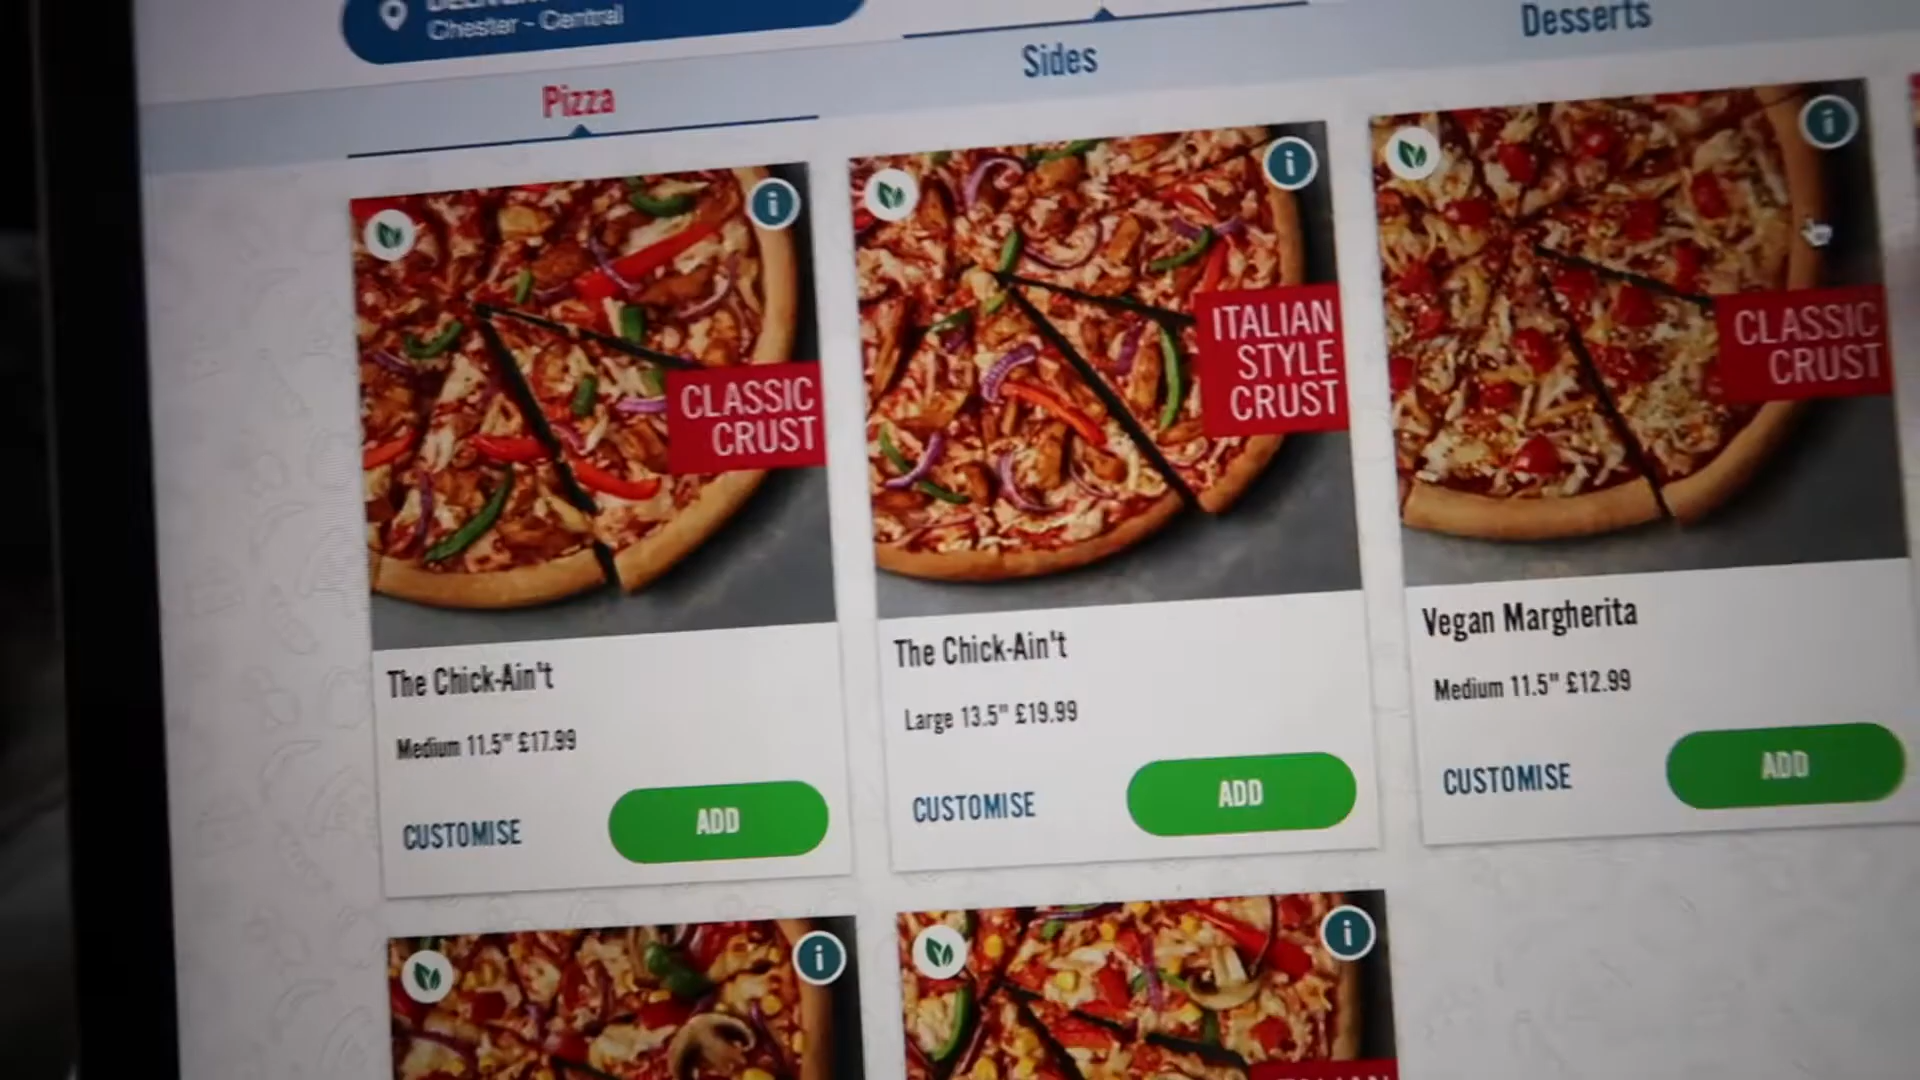 Chester - Central
Pizza
Sides
Desserts
CLASSIC
CRUST
ITALIAN
STYLE
CRUST
CLASSIC
CRUST
The Chick-Ain't
Medium 11.5" £17.99
CUSTOMISE
ADD
The Chick-Ain't
Large 13.5" £19.99
CUSTOMISE
ADD
Vegan Margherita
Medium 11.5" £12.99
CUSTOMISE
ADD